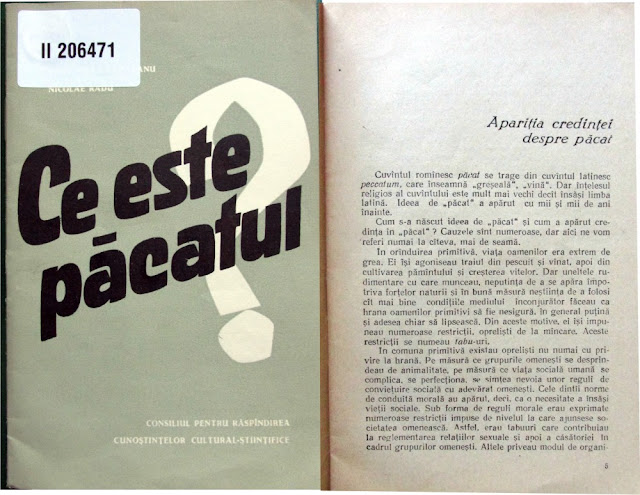 II 206471
NICOLAE RADU
Ce este
păcatul
?
CONSILIUL PENTRU RĂSPÎNDIREA
CUNOȘTINȚELOR CULTURAL-ȘTIINȚIFICE
Apariția credinței
despre păcat
Cuvîntul romînesc păcat se trage din cuvîntul latinesc
peccatum, care înseamnă „greșeală", „vină". Dar înțelesul
religios al cuvîntului este mult mai vechi decît însăși limba
latină. Ideea de „păcat" a apărut cu mii și mii de ani
înainte.
Cum s-a născut ideea de „păcat" și cum a apărut cre-
dința in „păcat" ? Cauzele sînt numeroase, dar aici ne vom
referi numai la cîteva, mai de seamă.
În orînduirea primitivă, viața oamenilor era extrem de
grea. Ei își agoniseau traiul din pescuit și vînat, apoi din
cultivarea pămîntului și creșterea vitelor. Dar uneltele ru-
dimentare cu care munceau, neputința de a se apăra împo-
triva forțelor naturii și în bună măsură neștiința de a folosi
cît mai bine condițiile mediului înconjurător făceau ca
hrana oamenilor primitivi să fie nesigură, în general puțină
și adesea chiar să lipsească. Din aceste motive, ei își impu-
neau numeroase restricții, opreliști de la mîncare. Aceste
restricții se numeau tabu-uri.
În comuna primitivă existau opreliști nu numai cu pri-
vire la hrană. Pe măsură ce grupurile omenești se desprin-
deau de animalitate, pe măsură ce viața socială umană se
complica, se perfecționa, se simțea nevoia unor reguli de
conviețuire socială cu adevărat omenești. Cele dintîi norme
de conduită morală au apărut, deci, ca o necesitate a însăși
vieții sociale. Sub forma de reguli morale erau exprimate
numeroase restricții impuse de nivelul la care ajunsese so-
cietatea omenească. Astfel, erau tabuuri care contribuiau
la reglementarea relațiilor sexuale și apoi a căsătoriei în
cadrul grupurilor omenești. Altele priveau modul de organi-
5